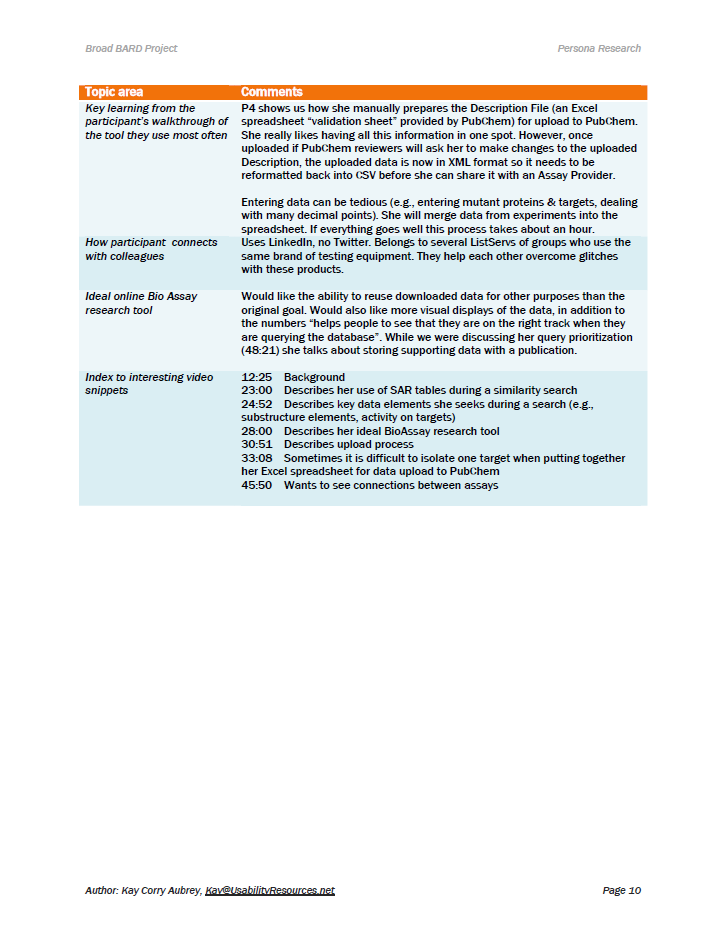 Broad BARD Project
Persona Research
Topic area
Comments
Key learning from the
participant's walkthrough of
the tool they use most often
P4 shows us how she manually prepares the Description File (an Excel
spreadsheet "validation sheet" provided by PubChem) for upload to PubChem.
She really likes having all this information in one spot. However, once
uploaded if PubChem reviewers will ask her to make changes to the uploaded
Description, the uploaded data is now in XML format so it needs to be
reformatted back into CSV before she can share it with an Assay Provider.
Entering data can be tedious (e.g., entering mutant proteins & targets, dealing
with many decimal points). She will merge data from experiments into the
spreadsheet. If everything goes well this process takes about an hour.
How participant connects
with colleagues
Uses LinkedIn, no Twitter. Belongs to several ListServs of groups who use the
same brand of testing equipment. They help each other overcome glitches
with these products.
Ideal online Bio Assay
research tool
Would like the ability to reuse downloaded data for other purposes than the
original goal. Would also like more visual displays of the data, in addition to
the numbers "helps people to see that they are on the right track when they
are querying the database". While we were discussing her query prioritization
(48:21) she talks about storing supporting data with a publication.
Index to interesting video
snippets
12:25 Background
23:00 Describes her use of SAR tables during a similarity search
24:52 Describes key data elements she seeks during a search (e.g.,
substructure elements, activity on targets)
28:00 Describes her ideal BioAssay research tool
30:51 Describes upload process
33:08 Sometimes it is difficult to isolate one target when putting together
her Excel spreadsheet for data upload to PubChem
45:50 Wants to see connections between assays
Author: Kay Corry Aubrey, Kay@UsabilityResources.net
Page 10